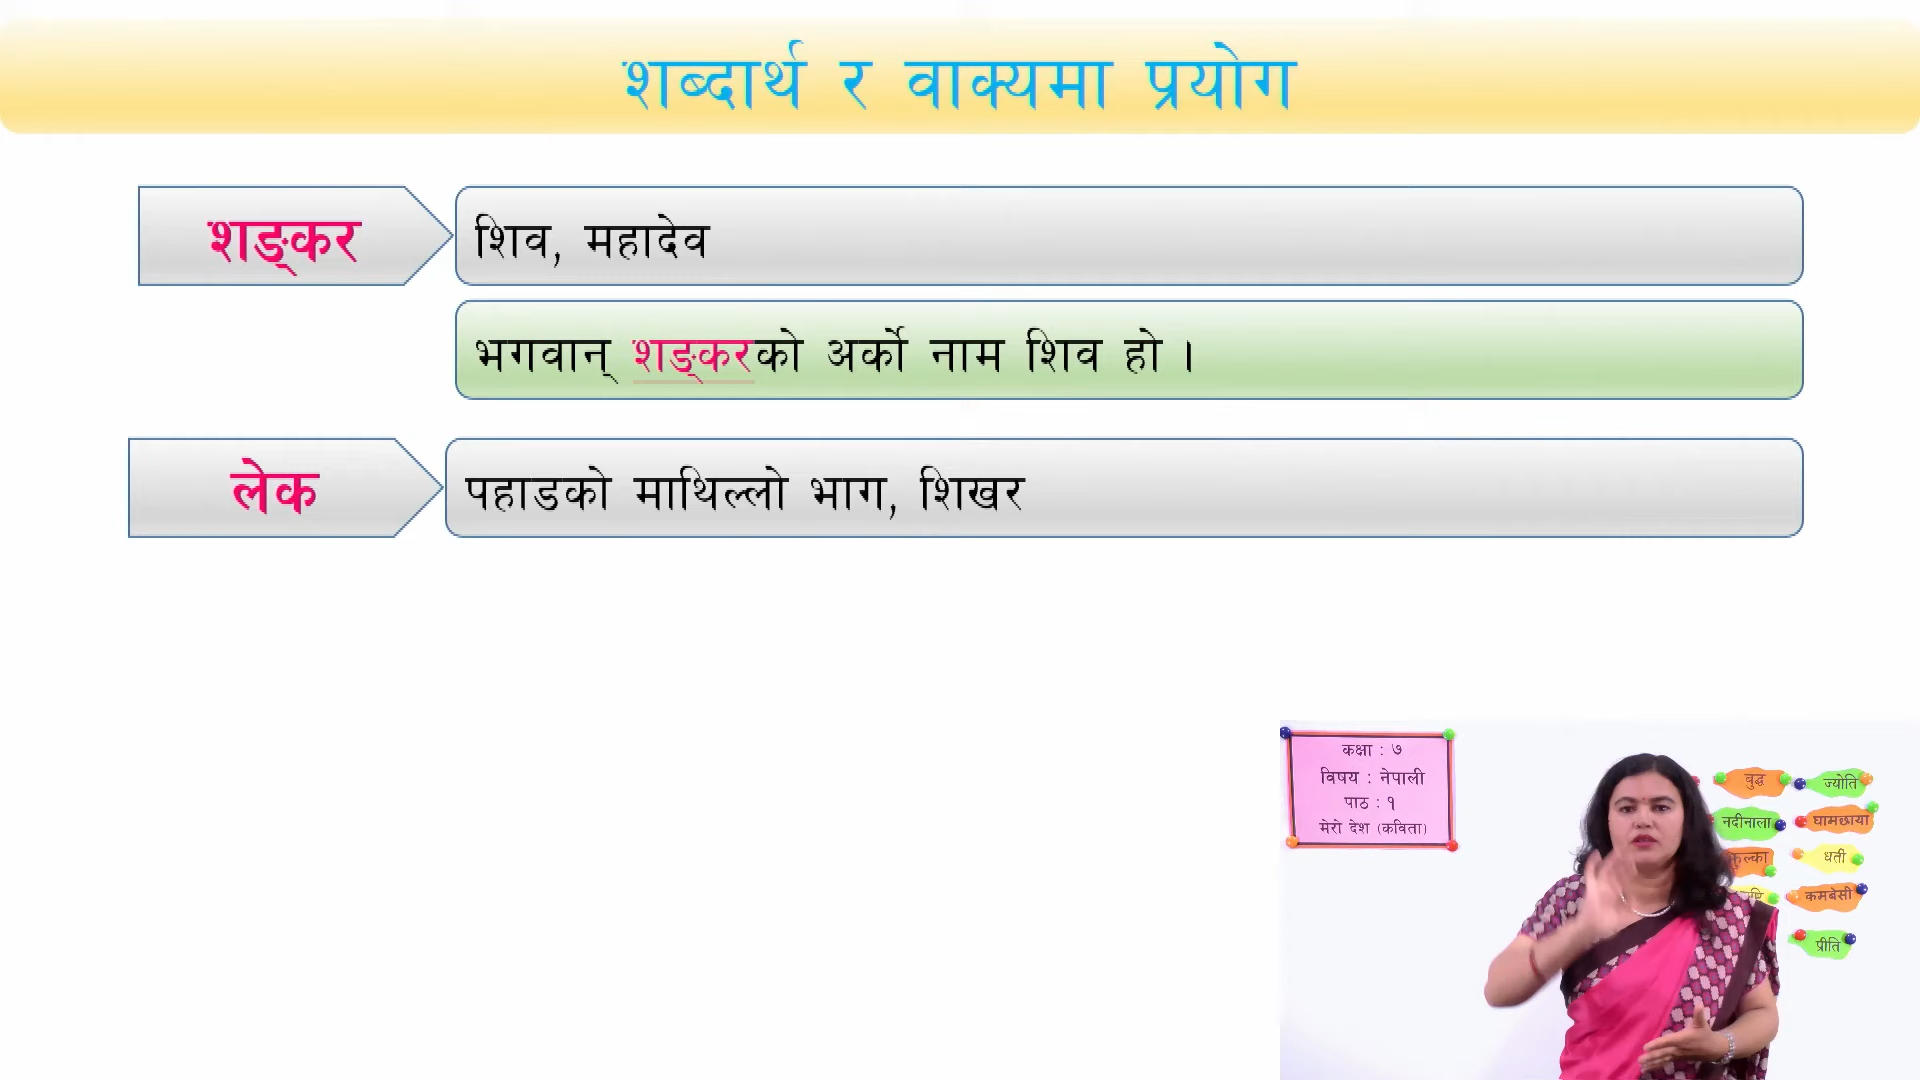 शब्दार्थ र वाक्यमा प्रयोग
शङ्कर
शिव, महादेव
भगवान् शङ्करको अर्को नाम शिव हो ।
लेक
पहाडको माथिल्लो भाग, शिखर
कक्षा : ७
विषय : नेपाली
पाठ : १
मेरो देश (कविता)
बुद्ध
ज्योति
नदीनाला
घामछाया
धर्ती
कमबेसी
प्रीति